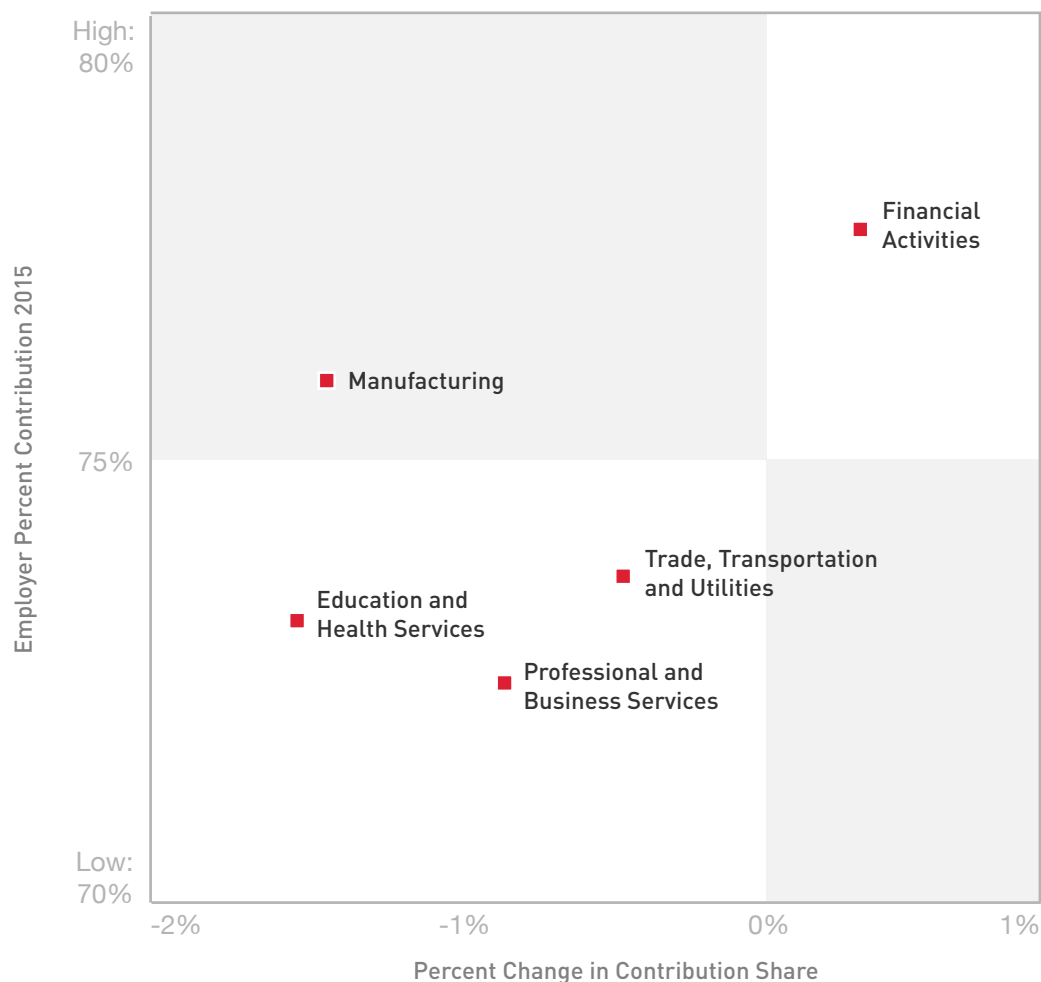 High:
80%
Financial
Activities
Employer Percent Contribution 2015
Manufacturing
75%
Trade, Transportation
and Utilities
Education and
Health Services
Professional and
Business Services
Low:
70%
-2%
-1%
0%
1%
Percent Change in Contribution Share